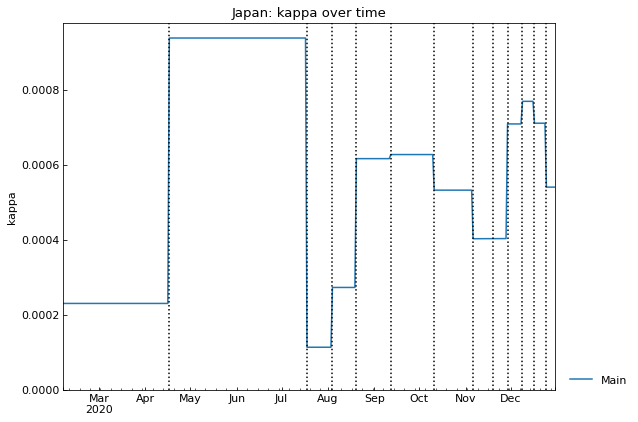 Japan: kappa over time
kappa
0.0008
0.0006
0.0004
0.0002
0.0000
Mar Apr May Jun Jul Aug Sep Oct Nov Dec
2020
Main